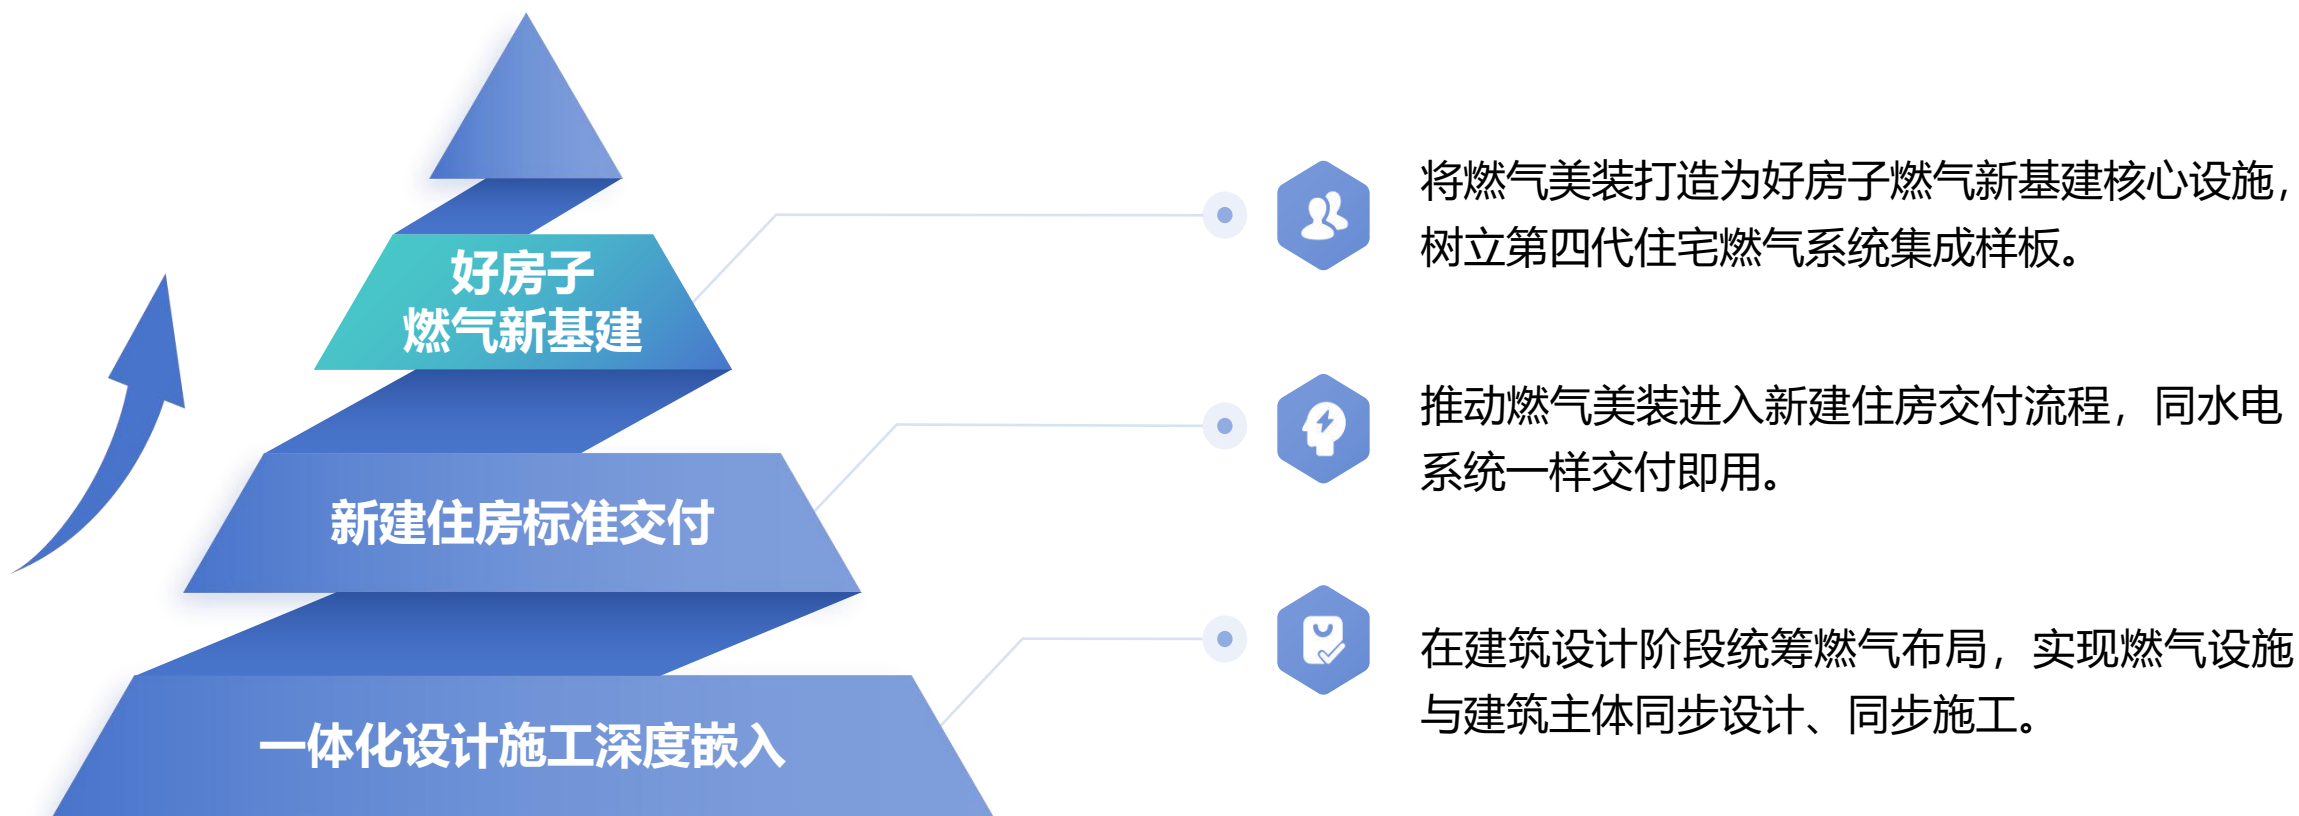 好房子
燃气新基建
将燃气美装打造为好房子燃气新基建核心设施，
树立第四代住宅燃气系统集成样板。
新建住房标准交付
推动燃气美装进入新建住房交付流程，同水电
系统一样交付即用。
一体化设计施工深度嵌入
在建筑设计阶段统筹燃气布局，实现燃气设施
与建筑主体同步设计、同步施工。